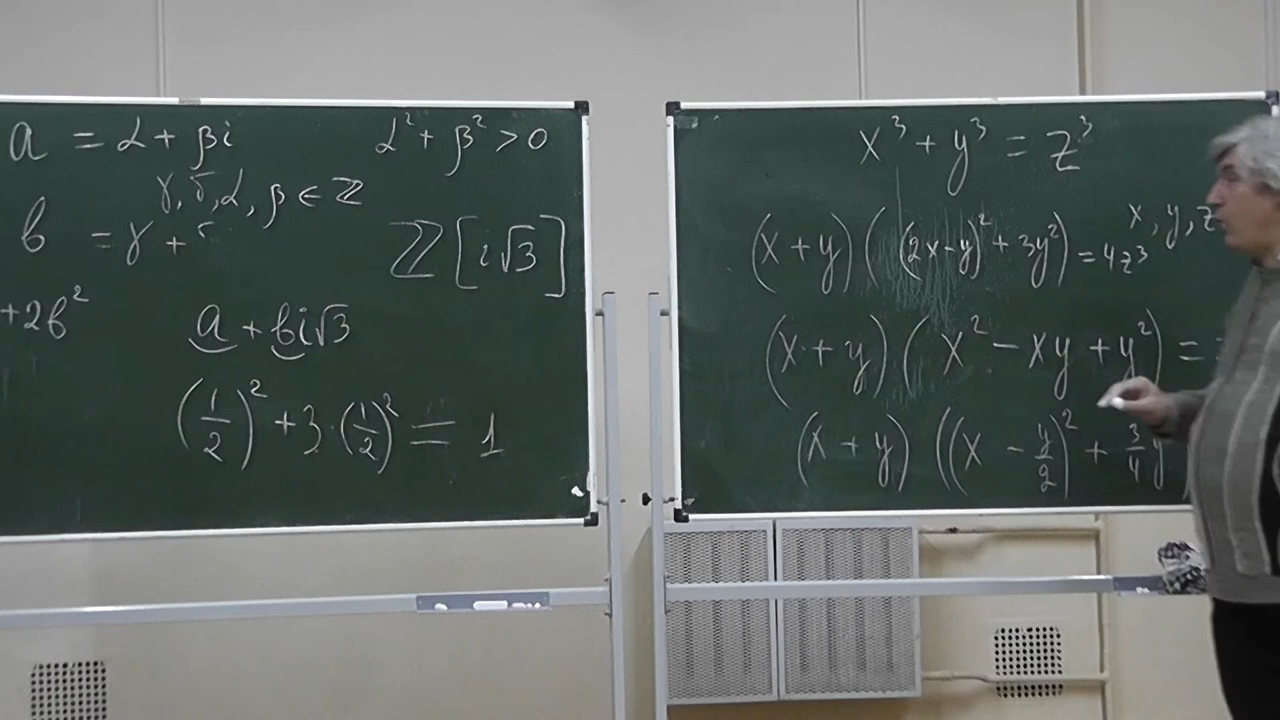 a = α + βi α² + β² > 0
γ, δ, α, β ∈ ℤ
b = γ + δ ℤ[i√3]
+2b²
a + bi√3
(1/2)² + 3·(1/2)² = 1
x³ + y³ = z³
x, y, z
(x + y)((2x - y)² + 3y²) = 4z³
(x + y)(x² - xy + y²) =
(x + y)((x - y/2)² + 3/4 y